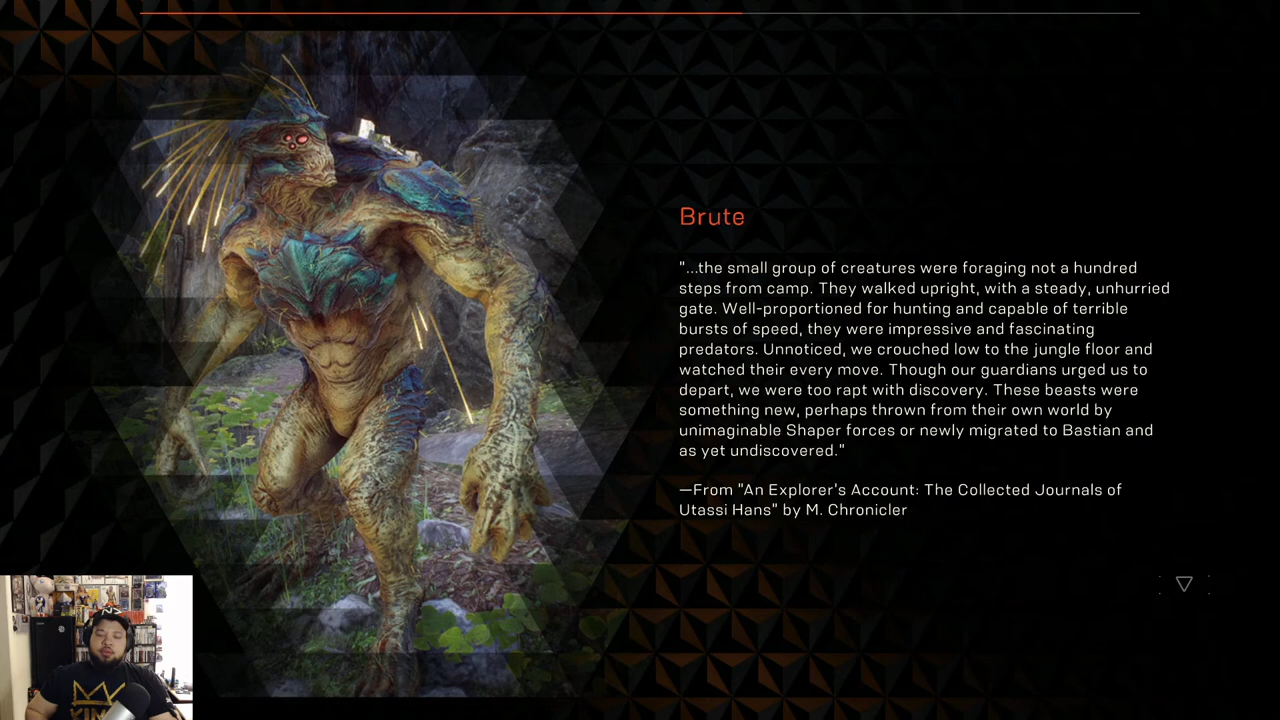 Brute
"...the small group of creatures were foraging not a hundred
steps from camp. They walked upright, with a steady, unhurried
gate. Well-proportioned for hunting and capable of terrible
bursts of speed, they were impressive and fascinating
predators. Unnoticed, we crouched low to the jungle floor and
watched their every move. Though our guardians urged us to
depart, we were too rapt with discovery. These beasts were
something new, perhaps thrown from their own world by
unimaginable Shaper forces or newly migrated to Bastian and
as yet undiscovered."
—From "An Explorer's Account: The Collected Journals of
Utassi Hans" by M. Chronicler